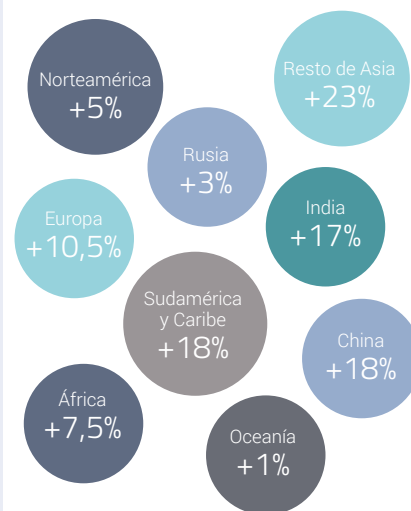 Norteamérica
+5%
Resto de Asia
+23%
Rusia
+3%
Europa
+10,5%
India
+17%
Sudamérica
y Caribe
+18%
China
+18%
África
+7,5%
Oceanía
+1%